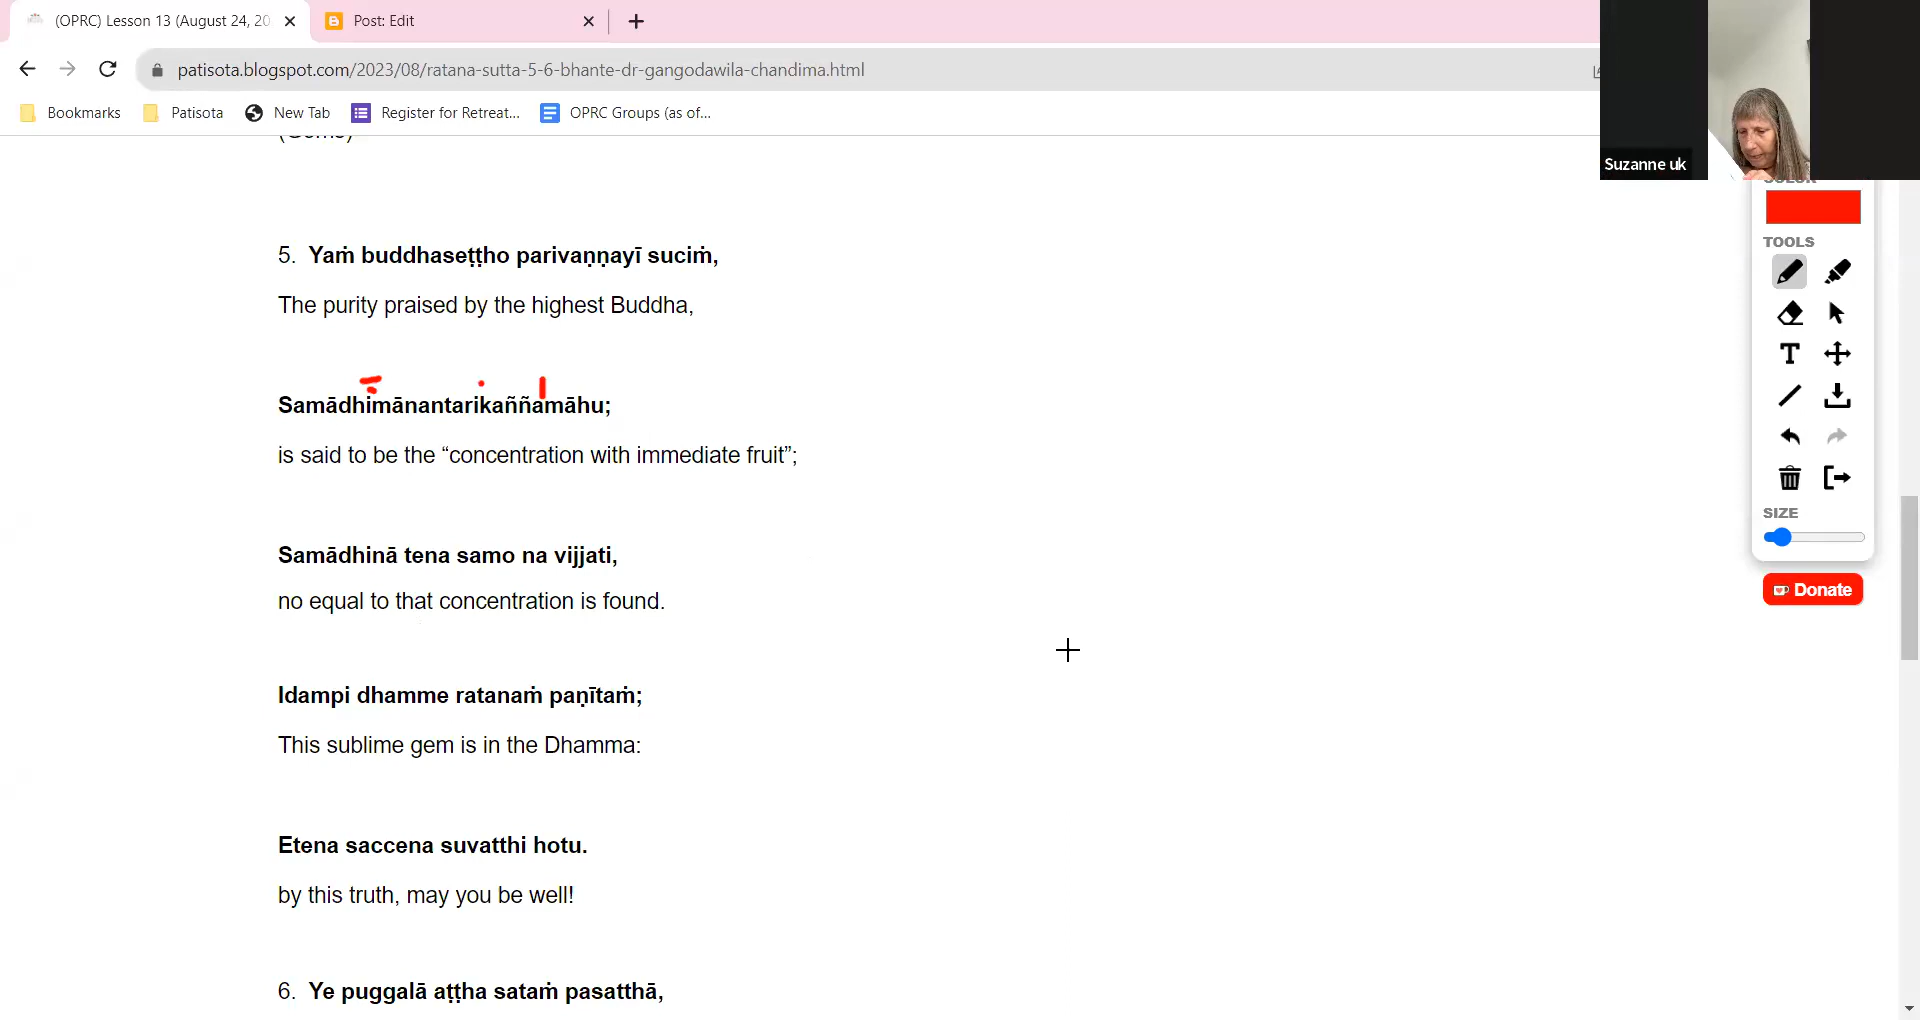 (OPRC) Lesson 13 (August 24, 20
Post: Edit
patisota.blogspot.com/2023/08/ratana-sutta-5-6-bhante-dr-gangodawila-chandima.html
Bookmarks
Patisota
New Tab
Register for Retreat...
OPRC Groups (as of...
Suzanne uk
5. Yaṁ buddhaseṭṭho parivaṇṇayī suciṁ,
The purity praised by the highest Buddha,
Samādhimānantarikaññamāhu;
is said to be the “concentration with immediate fruit”;
Samādhinā tena samo na vijjati,
no equal to that concentration is found.
Idampi dhamme ratanaṁ paṇītaṁ;
This sublime gem is in the Dhamma:
Etena saccena suvatthi hotu.
by this truth, may you be well!
6. Ye puggalā aṭṭha sataṁ pasatthā,
TOOLS
T
SIZE
Donate